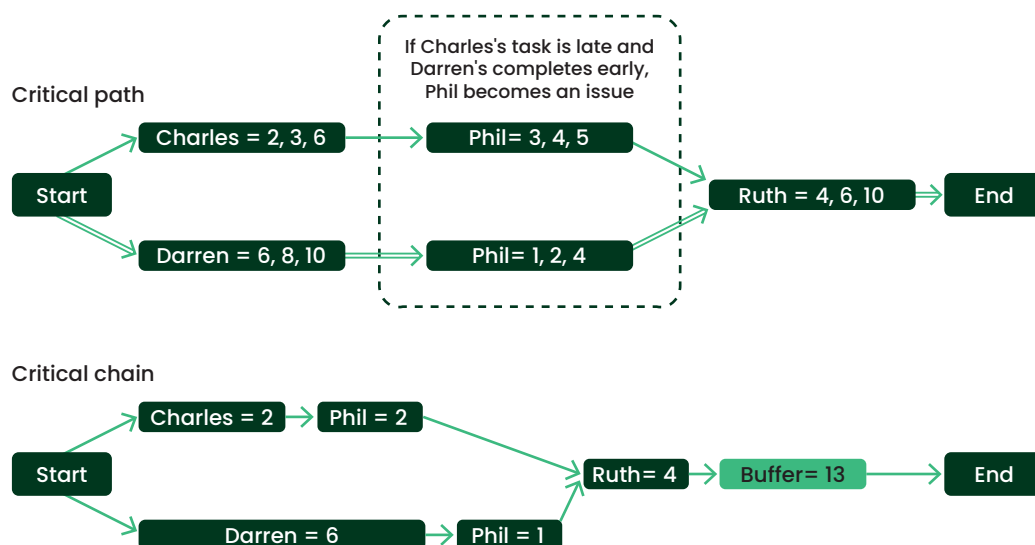 If Charles's task is late and
Darren's completes early,
Phil becomes an issue
Critical path
Charles = 2, 3, 6
Phil= 3, 4, 5
Start
Ruth = 4, 6, 10
End
Darren = 6, 8, 10
Phil= 1, 2, 4
Critical chain
Charles = 2
Phil = 2
Start
Ruth= 4
Buffer= 13
End
Darren = 6
Phil = 1